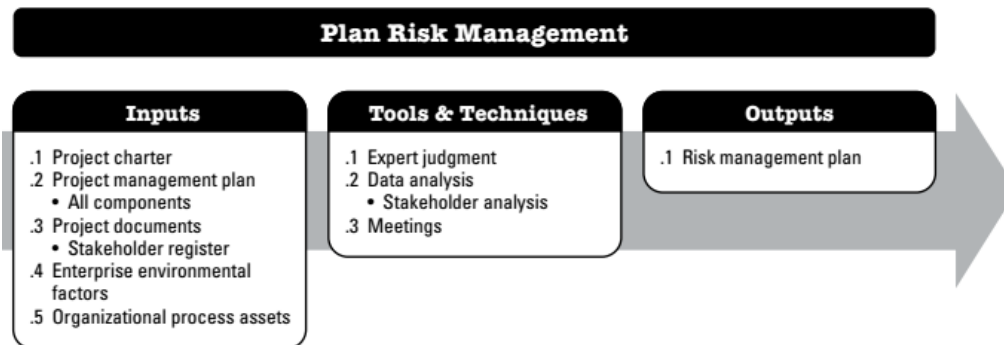 Plan Risk Management
Inputs
.1 Project charter
.2 Project management plan
• All components
.3 Project documents
• Stakeholder register
.4 Enterprise environmental
factors
.5 Organizational process assets
Tools & Techniques
.1 Expert judgment
.2 Data analysis
• Stakeholder analysis
.3 Meetings
Outputs
.1 Risk management plan